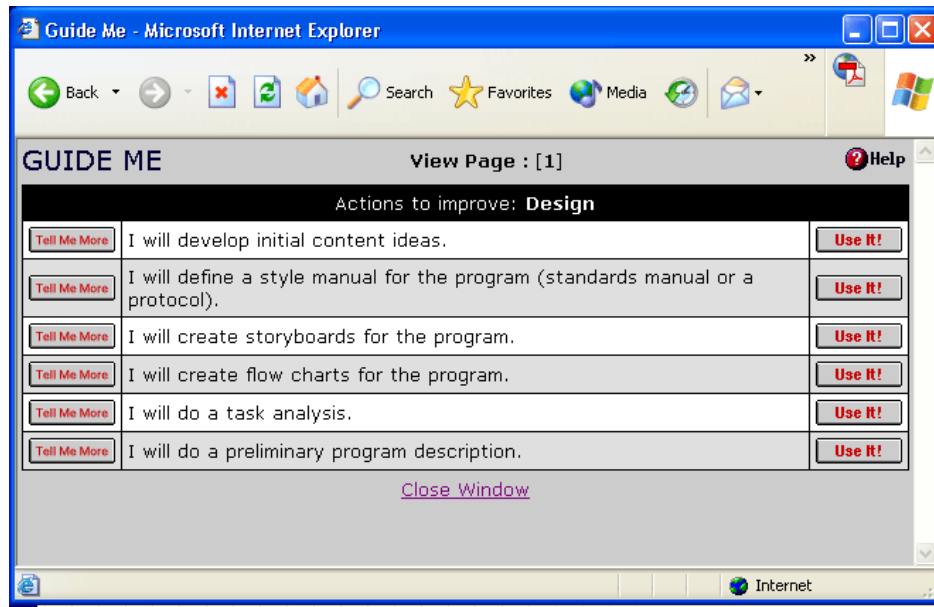 Guide Me - Microsoft Internet Explorer
Back Search Favorites Media »
GUIDE ME View Page : [1] Help
Actions to improve: Design
Tell Me More I will develop initial content ideas. Use It!
Tell Me More I will define a style manual for the program (standards manual or a protocol). Use It!
Tell Me More I will create storyboards for the program. Use It!
Tell Me More I will create flow charts for the program. Use It!
Tell Me More I will do a task analysis. Use It!
Tell Me More I will do a preliminary program description. Use It!
Close Window
Internet